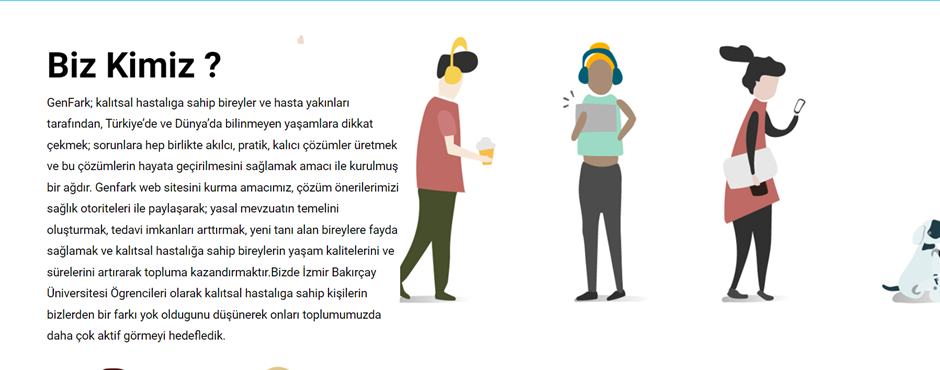 Biz Kimiz ?
GenFark; kalıtsal hastalıga sahip bireyler ve hasta yakınları
tarafından, Türkiye’de ve Dünya’da bilinmeyen yaşamlara dikkat
çekmek; sorunlara hep birlikte akılcı, pratik, kalıcı çözümler üretmek
ve bu çözümlerin hayata geçirilmesini sağlamak amacı ile kurulmuş
bir ağdır. Genfark web sitesini kurma amacımız, çözüm önerilerimizi
sağlık otoriteleri ile paylaşarak; yasal mevzuatın temelini
oluşturmak, tedavi imkanları arttırmak, yeni tanı alan bireylere fayda
sağlamak ve kalıtsal hastalığa sahip bireylerin yaşam kalitelerini ve
sürelerini artırarak topluma kazandırmaktır.Bizde İzmir Bakırçay
Üniversitesi Ögrencileri olarak kalıtsal hastalıga sahip kişilerin
bizlerden bir farkı yok oldugunu düşünerek onları toplumumuzda
daha çok aktif görmeyi hedefledik.